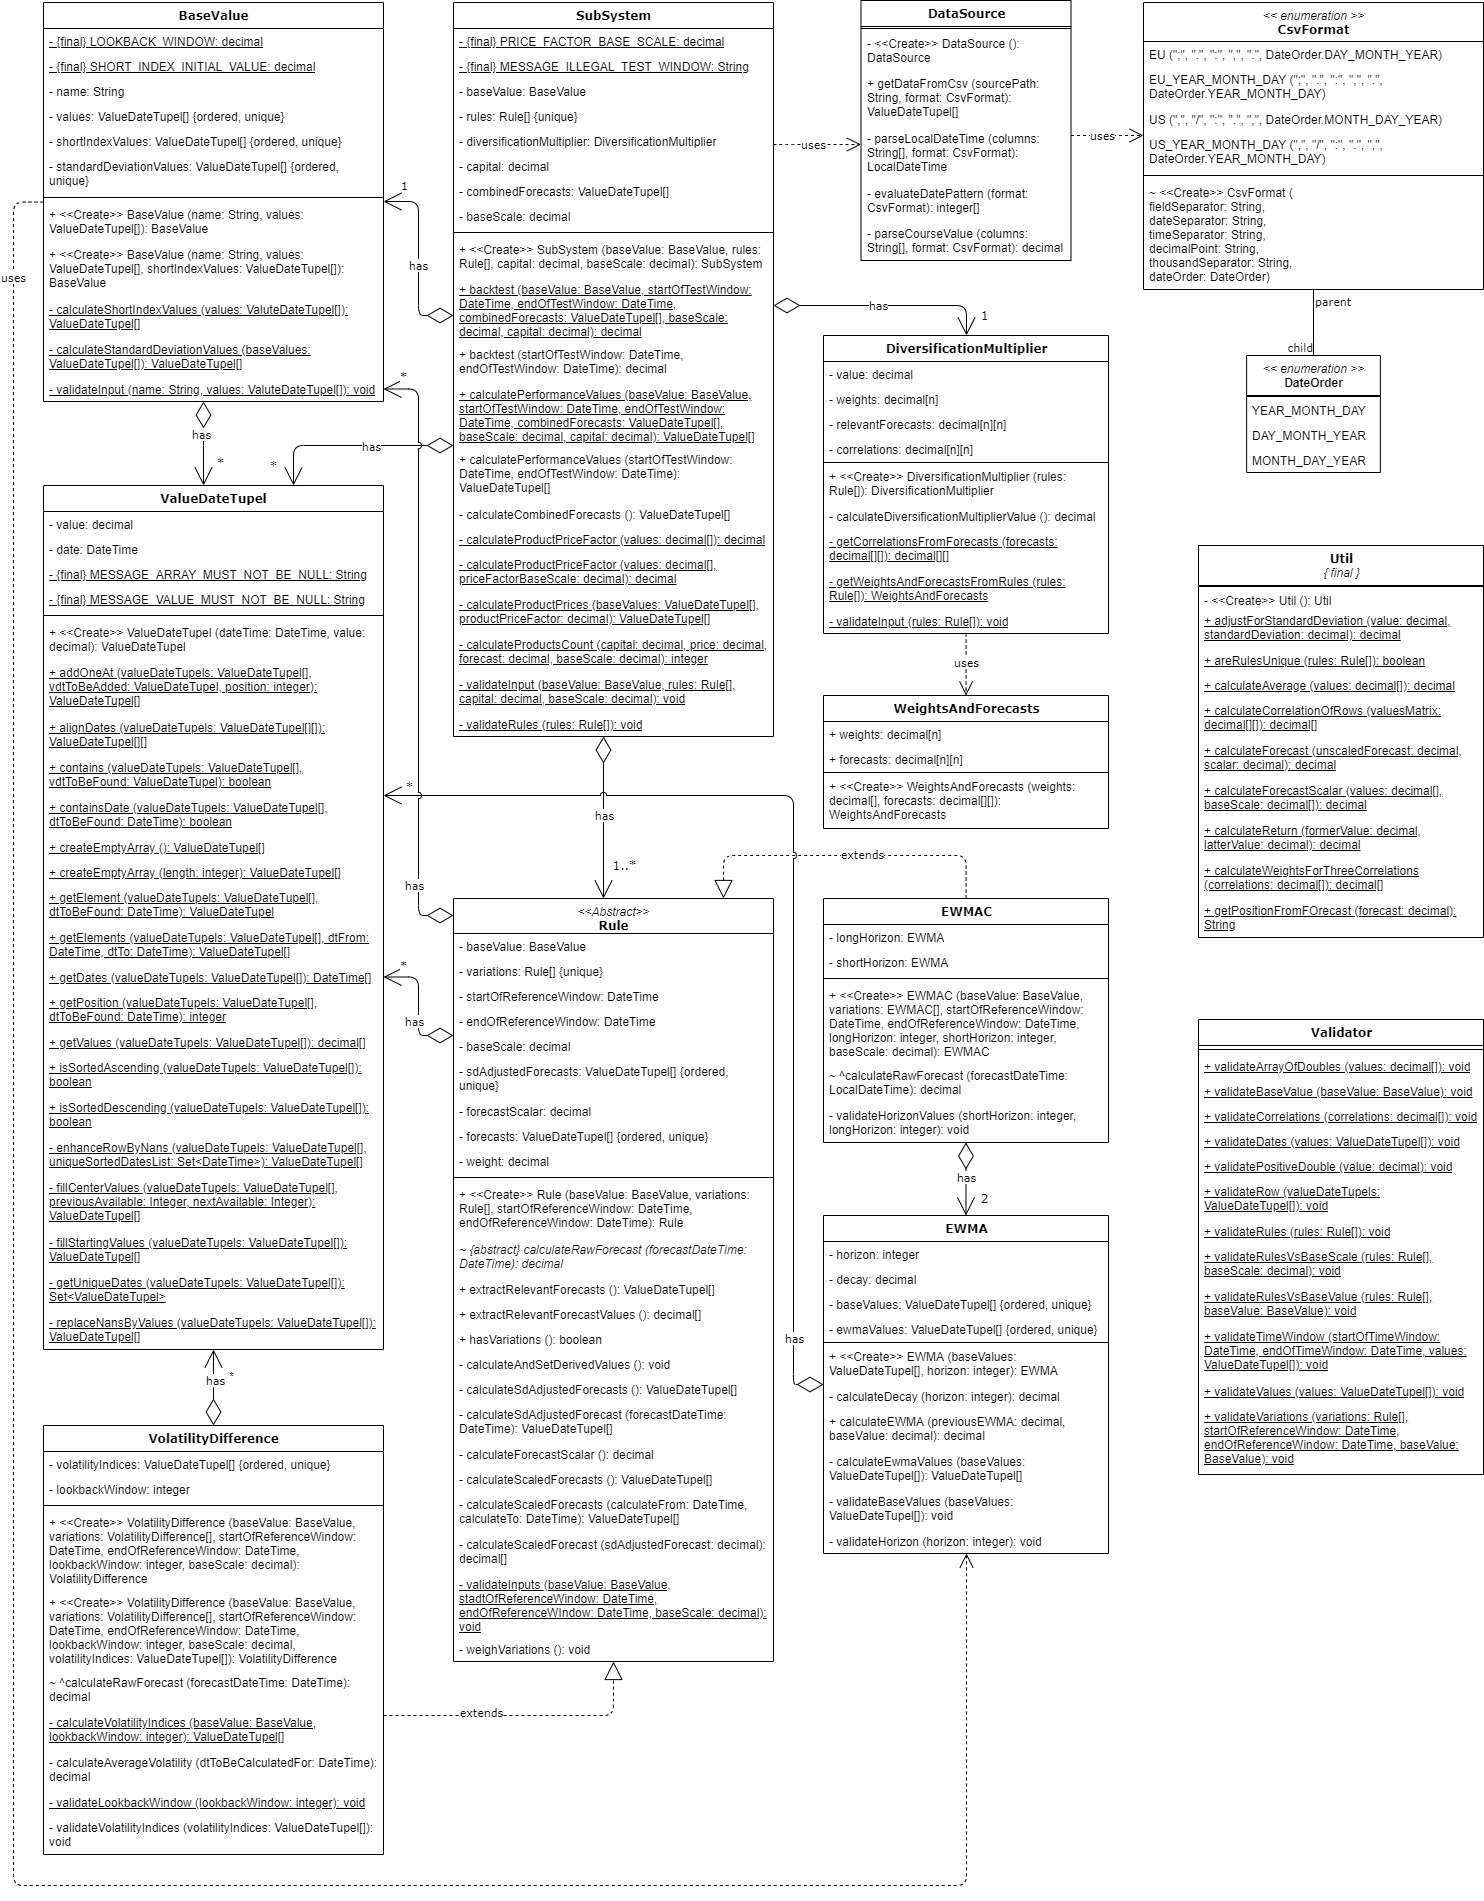 BaseValue
- {final} LOOKBACK_WINDOW: decimal
- {final} SHORT_INDEX_INITIAL_VALUE: decimal
- name: String
- values: ValueDateTupel[] {ordered, unique}
- shortIndexValues: ValueDateTupel[] {ordered, unique}
- standardDeviationValues: ValueDateTupel[] {ordered,
unique}
+ <<Create>> BaseValue (name: String, values:
ValueDateTupel[]): BaseValue
+ <<Create>> BaseValue (name: String, values:
ValueDateTupel[], shortIndexValues: ValueDateTupel[]):
BaseValue
- calculateShortIndexValues (values: ValuteDateTupel[]):
ValueDateTupel[]
- calculateStandardDeviationValues (baseValues:
ValueDateTupel[]): ValueDateTupel[]
- validateInput (name: String, values: ValuteDateTupel[]): void
uses
has
*
1
has
*
has
*
SubSystem
- {final} PRICE_FACTOR_BASE_SCALE: decimal
- {final} MESSAGE_ILLEGAL_TEST_WINDOW: String
- baseValue: BaseValue
- rules: Rule[] {unique}
- diversificationMultiplier: DiversificationMultiplier
- capital: decimal
- combinedForecasts: ValueDateTupel[]
- baseScale: decimal
+ <<Create>> SubSystem (baseValue: BaseValue, rules:
Rule[], capital: decimal, baseScale: decimal): SubSystem
+ backtest (baseValue: BaseValue, startOfTestWindow:
DateTime, endOfTestWindow: DateTime,
combinedForecasts: ValueDateTupel[], baseScale:
decimal, capital: decimal): decimal
+ backtest (startOfTestWindow: DateTime,
endOfTestWindow: DateTime): decimal
+ calculatePerformanceValues (baseValue: BaseValue,
startOfTestWindow: DateTime, endOfTestWindow:
DateTime, combinedForecasts: ValueDateTupel[],
baseScale: decimal, capital: decimal): ValueDateTupel[]
+ calculatePerformanceValues (startOfTestWindow:
DateTime, endOfTestWindow: DateTime):
ValueDateTupel[]
- calculateCombinedForecasts (): ValueDateTupel[]
- calculateProductPriceFactor (values: decimal[]): decimal
- calculateProductPriceFactor (values: decimal[],
priceFactorBaseScale: decimal): decimal
- calculateProductPrices (baseValues: ValueDateTupel[],
productPriceFactor: decimal): ValueDateTupel[]
- calculateProductsCount (capital: decimal, price: decimal,
forecast: decimal, baseScale: decimal): integer
- validateInput (baseValue: BaseValue, rules: Rule[],
capital: decimal, baseScale: decimal): void
- validateRules (rules: Rule[]): void
uses
has
1
has
1..*
DataSource
- <<Create>> DataSource ():
DataSource
+ getDataFromCsv (sourcePath:
String, format: CsvFormat):
ValueDateTupel[]
- parseLocalDateTime (columns:
String[], format: CsvFormat):
LocalDateTime
- evaluateDatePattern (format:
CsvFormat): integer[]
- parseCourseValue (columns:
String[], format: CsvFormat): decimal
uses
<< enumeration >>
CsvFormat
EU (";", ".", ":", ",", ".", DateOrder.DAY_MONTH_YEAR)
EU_YEAR_MONTH_DAY (";", ".", ":", ",", ".",
DateOrder.YEAR_MONTH_DAY)
US (",", "/", ":", ".", ",", DateOrder.MONTH_DAY_YEAR)
US_YEAR_MONTH_DAY (",", "/", ":", ".", ",",
DateOrder.YEAR_MONTH_DAY)
~ <<Create>> CsvFormat (
fieldSeparator: String,
dateSeparator: String,
timeSeparator: String,
decimalPoint: String,
thousandSeparator: String,
dateOrder: DateOrder)
parent
child
<< enumeration >>
DateOrder
YEAR_MONTH_DAY
DAY_MONTH_YEAR
MONTH_DAY_YEAR
DiversificationMultiplier
- value: decimal
- weights: decimal[n]
- relevantForecasts: decimal[n][n]
- correlations: decimal[n][n]
+ <<Create>> DiversificationMultiplier (rules:
Rule[]): DiversificationMultiplier
- calculateDiversificationMultiplierValue (): decimal
- getCorrelationsFromForecasts (forecasts:
decimal[][]): decimal[][]
- getWeightsAndForecastsFromRules (rules:
Rule[]): WeightsAndForecasts
- validateInput (rules: Rule[]): void
uses
WeightsAndForecasts
+ weights: decimal[n]
+ forecasts: decimal[n][n]
+ <<Create>> WeightsAndForecasts (weights:
decimal[], forecasts: decimal[][]):
WeightsAndForecasts
extends
ValueDateTupel
- value: decimal
- date: DateTime
- {final} MESSAGE_ARRAY_MUST_NOT_BE_NULL: String
- {final} MESSAGE_VALUE_MUST_NOT_BE_NULL: String
+ <<Create>> ValueDateTupel (dateTime: DateTime, value:
decimal): ValueDateTupel
+ addOneAt (valueDateTupels: ValueDateTupel[],
vdtToBeAdded: ValueDateTupel, position: integer):
ValueDateTupel[]
+ alignDates (valueDateTupels: ValueDateTupel[][]):
ValueDateTupel[][]
+ contains (valueDateTupels: ValueDateTupel[],
vdtToBeFound: ValueDateTupel): boolean
+ containsDate (valueDateTupels: ValueDateTupel[],
dtToBeFound: DateTime): boolean
+ createEmptyArray (): ValueDateTupel[]
+ createEmptyArray (length: integer): ValueDateTupel[]
+ getElement (valueDateTupels: ValueDateTupel[],
dtToBeFound: DateTime): ValueDateTupel
+ getElements (valueDateTupels: ValueDateTupel[], dtFrom:
DateTime, dtTo: DateTime): ValueDateTupel[]
+ getDates (valueDateTupels: ValueDateTupel[]): DateTime[]
+ getPosition (valueDateTupels: ValueDateTupel[],
dtToBeFound: DateTime): integer
+ getValues (valueDateTupels: ValueDateTupel[]): decimal[]
+ isSortedAscending (valueDateTupels: ValueDateTupel[]):
boolean
+ isSortedDescending (valueDateTupels: ValueDateTupel[]):
boolean
- enhanceRowByNans (valueDateTupels: ValueDateTupel[],
uniqueSortedDatesList: Set<DateTime>): ValueDateTupel[]
- fillCenterValues (valueDateTupels: ValueDateTupel[],
previousAvailable: Integer, nextAvailable: Integer):
ValueDateTupel[]
- fillStartingValues (valueDateTupels: ValueDateTupel[]):
ValueDateTupel[]
- getUniqueDates (valueDateTupels: ValueDateTupel[]):
Set<ValueDateTupel>
- replaceNansByValues (valueDateTupels: ValueDateTupel[]):
ValueDateTupel[]
*
has
*
has
has *
VolatilityDifference
- volatilityIndices: ValueDateTupel[] {ordered, unique}
- lookbackWindow: integer
+ <<Create>> VolatilityDifference (baseValue: BaseValue,
variations: VolatilityDifference[], startOfReferenceWindow:
DateTime, endOfReferenceWindow: DateTime,
lookbackWindow: integer, baseScale: decimal):
VolatilityDifference
+ <<Create>> VolatilityDifference (baseValue: BaseValue,
variations: VolatilityDifference[], startOfReferenceWindow:
DateTime, endOfReferenceWindow: DateTime,
lookbackWindow: integer, baseScale: decimal,
volatilityIndices: ValueDateTupel[]): VolatilityDifference
~ ^calculateRawForecast (forecastDateTime: DateTime):
decimal
- calculateVolatilityIndices (baseValue: BaseValue,
lookbackWindow: integer): ValueDateTupel[]
- calculateAverageVolatility (dtToBeCalculatedFor: DateTime):
decimal
- validateLookbackWindow (lookbackWindow: integer): void
- validateVolatilityIndices (volatilityIndices: ValueDateTupel[]):
void
extends
<<Abstract>>
Rule
- baseValue: BaseValue
- variations: Rule[] {unique}
- startOfReferenceWindow: DateTime
- endOfReferenceWindow: DateTime
- baseScale: decimal
- sdAdjustedForecasts: ValueDateTupel[] {ordered,
unique}
- forecastScalar: decimal
- forecasts: ValueDateTupel[] {ordered, unique}
- weight: decimal
+ <<Create>> Rule (baseValue: BaseValue, variations:
Rule[], startOfReferenceWindow: DateTime,
endOfReferenceWindow: DateTime): Rule
~ {abstract} calculateRawForecast (forecastDateTime:
DateTime): decimal
+ extractRelevantForecasts (): ValueDateTupel[]
+ extractRelevantForecastValues (): decimal[]
+ hasVariations (): boolean
- calculateAndSetDerivedValues (): void
- calculateSdAdjustedForecasts (): ValueDateTupel[]
- calculateSdAdjustedForecast (forecastDateTime:
DateTime): ValueDateTupel[]
- calculateForecastScalar (): decimal
- calculateScaledForecasts (): ValueDateTupel[]
- calculateScaledForecasts (calculateFrom: DateTime,
calculateTo: DateTime): ValueDateTupel[]
- calculateScaledForecast (sdAdjustedForecast: decimal):
decimal[]
- validateInputs (baseValue: BaseValue,
stadtOfReferenceWindow: DateTime,
endOfReferenceWIndow: DateTime, baseScale: decimal):
void
- weighVariations (): void
EWMAC
- longHorizon: EWMA
- shortHorizon: EWMA
+ <<Create>> EWMAC (baseValue: BaseValue,
variations: EWMAC[], startOfReferenceWindow:
DateTime, endOfReferenceWindow: DateTime,
longHorizon: integer, shortHorizon: integer,
baseScale: decimal): EWMAC
~ ^calculateRawForecast (forecastDateTime:
LocalDateTime): decimal
- validateHorizonValues (shortHorizon: integer,
longHorizon: integer): void
has
2
EWMA
- horizon: integer
- decay: decimal
- baseValues: ValueDateTupel[] {ordered, unique}
- ewmaValues: ValueDateTupel[] {ordered, unique}
+ <<Create>> EWMA (baseValues:
ValueDateTupel[], horizon: integer): EWMA
- calculateDecay (horizon: integer): decimal
+ calculateEWMA (previousEWMA: decimal,
baseValue: decimal): decimal
- calculateEwmaValues (baseValues:
ValueDateTupel[]): ValueDateTupel[]
- validateBaseValues (baseValues:
ValueDateTupel[]): void
- validateHorizon (horizon: integer): void
has
Util
{ final }
- <<Create>> Util (): Util
+ adjustForStandardDeviation (value: decimal,
standardDeviation: decimal): decimal
+ areRulesUnique (rules: Rule[]): boolean
+ calculateAverage (values: decimal[]): decimal
+ calculateCorrelationOfRows (valuesMatrix:
decimal[][]): decimal[]
+ calculateForecast (unscaledForecast: decimal,
scalar: decimal): decimal
+ calculateForecastScalar (values: decimal[],
baseScale: decimal[]): decimal
+ calculateReturn (formerValue: decimal,
latterValue: decimal): decimal
+ calculateWeightsForThreeCorrelations
(correlations: decimal[]): decimal[]
+ getPositionFromFOrecast (forecast: decimal):
String
Validator
+ validateArrayOfDoubles (values: decimal[]): void
+ validateBaseValue (baseValue: BaseValue): void
+ validateCorrelations (correlations: decimal[]): void
+ validateDates (values: ValueDateTupel[]): void
+ validatePositiveDouble (value: decimal): void
+ validateRow (valueDateTupels:
ValueDateTupel[]): void
+ validateRules (rules: Rule[]): void
+ validateRulesVsBaseScale (rules: Rule[],
baseScale: decimal): void
+ validateRulesVsBaseValue (rules: Rule[],
baseValue: BaseValue): void
+ validateTimeWindow (startOfTimeWindow:
DateTime, endOfTimeWindow: DateTime, values:
ValueDateTupel[]): void
+ validateValues (values: ValueDateTupel[]): void
+ validateVariations (variations: Rule[],
startOfReferenceWindow: DateTime,
endOfReferenceWindow: DateTime, baseValue:
BaseValue): void